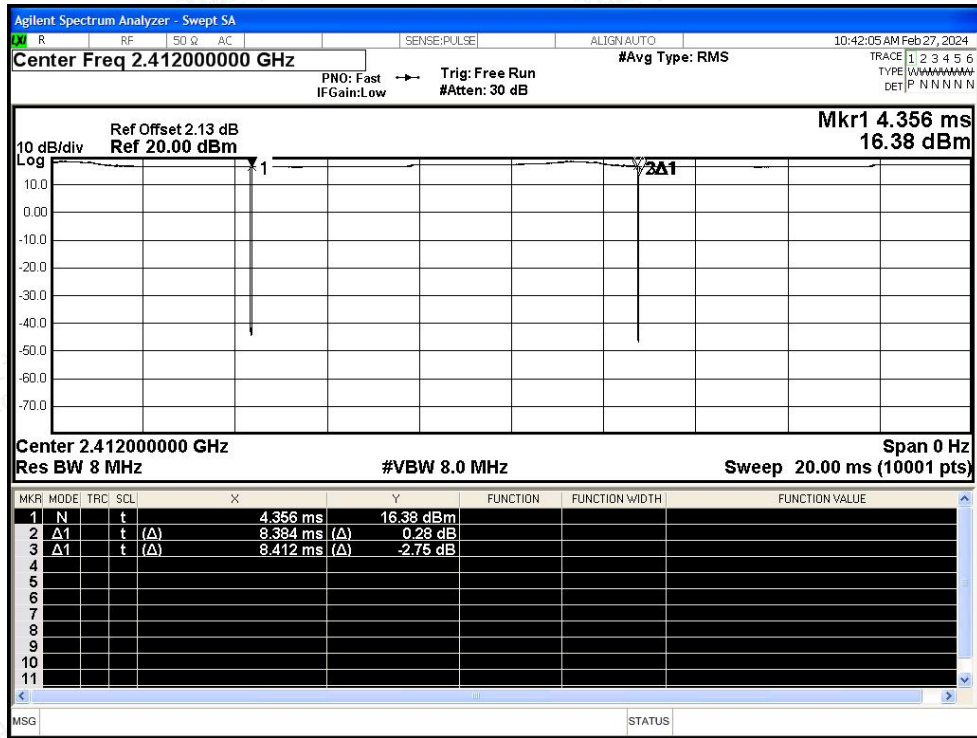 Agilent Spectrum Analyzer - Swept SA
LXI R RF 50 Ω AC SENSE:PULSE ALIGN AUTO 10:42:05 AM Feb 27, 2024
Center Freq 2.412000000 GHz #Avg Type: RMS TRACE 1 2 3 4 5 6
PNO: Fast Trig: Free Run TYPE WWWWWW
IFGain:Low #Atten: 30 dB DET P N N N N N
Mkr1 4.356 ms
16.38 dBm
Ref Offset 2.13 dB
10 dB/div Ref 20.00 dBm
Log
1
3Δ1
10.0
0.00
-10.0
-20.0
-30.0
-40.0
-50.0
-60.0
-70.0
Center 2.412000000 GHz Span 0 Hz
Res BW 8 MHz #VBW 8.0 MHz Sweep 20.00 ms (10001 pts)
MKR MODE TRC SCL X Y FUNCTION FUNCTION WIDTH FUNCTION VALUE
1 N t 4.356 ms 16.38 dBm
2 Δ1 t (Δ) 8.384 ms (Δ) 0.28 dB
3 Δ1 t (Δ) 8.412 ms (Δ) -2.75 dB
4
5
6
7
8
9
10
11
MSG STATUS